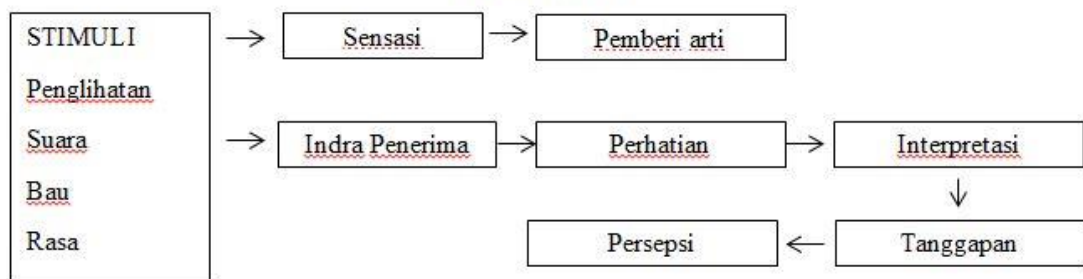 STIMULI
Penglihatan
Suara
Bau
Rasa
Sensasi
Pemberi arti
Indra Penerima
Perhatian
Interpretasi
Persepsi
Tanggapan